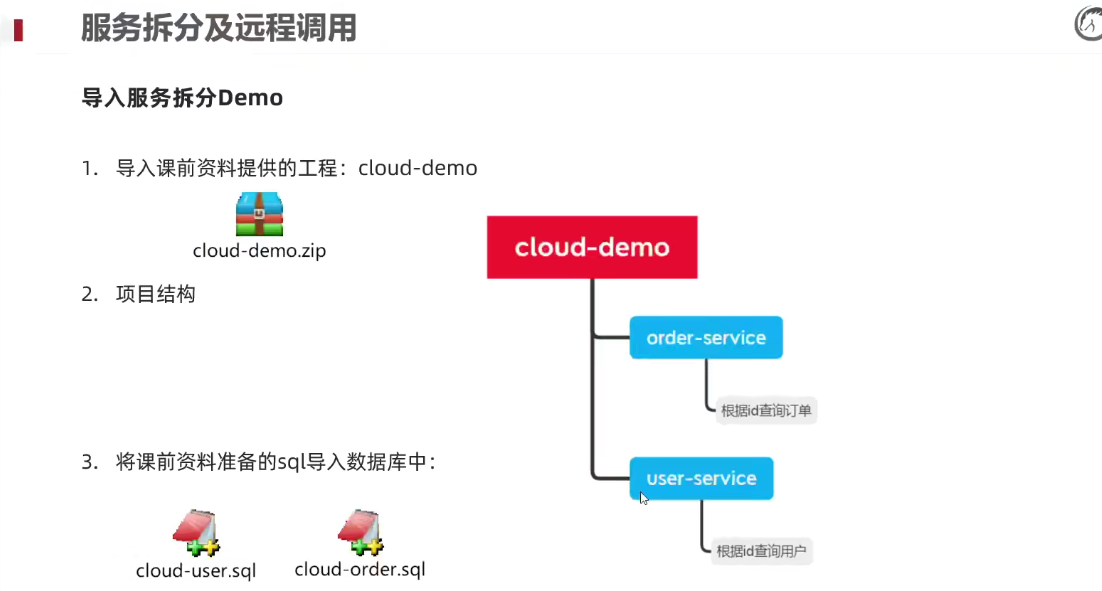 服务拆分及远程调用
导入服务拆分Demo
1. 导入课前资料提供的工程：cloud-demo
cloud-demo.zip
2. 项目结构
cloud-demo
order-service
根据id查询订单
user-service
根据id查询用户
3. 将课前资料准备的sql导入数据库中：
cloud-user.sql
cloud-order.sql